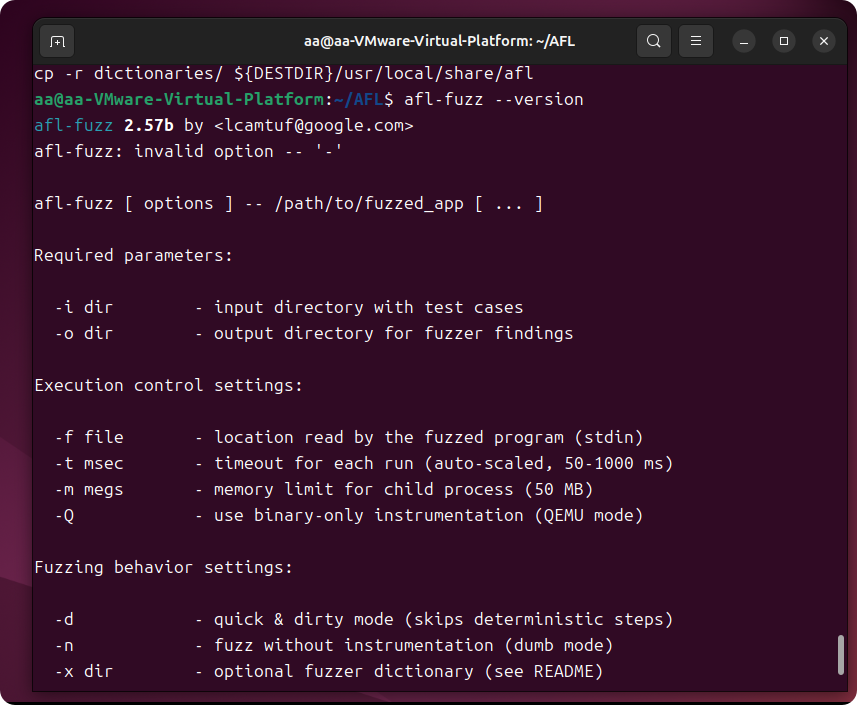 aa@aa-VMware-Virtual-Platform: ~/AFL
cp -r dictionaries/ ${DESTDIR}/usr/local/share/afl
aa@aa-VMware-Virtual-Platform:~/AFL$ afl-fuzz --version
afl-fuzz 2.57b by <lcamtuf@google.com>
afl-fuzz: invalid option -- '-'
afl-fuzz [ options ] -- /path/to/fuzzed_app [ ... ]
Required parameters:
-i dir - input directory with test cases
-o dir - output directory for fuzzer findings
Execution control settings:
-f file - location read by the fuzzed program (stdin)
-t msec - timeout for each run (auto-scaled, 50-1000 ms)
-m megs - memory limit for child process (50 MB)
-Q - use binary-only instrumentation (QEMU mode)
Fuzzing behavior settings:
-d - quick & dirty mode (skips deterministic steps)
-n - fuzz without instrumentation (dumb mode)
-x dir - optional fuzzer dictionary (see README)